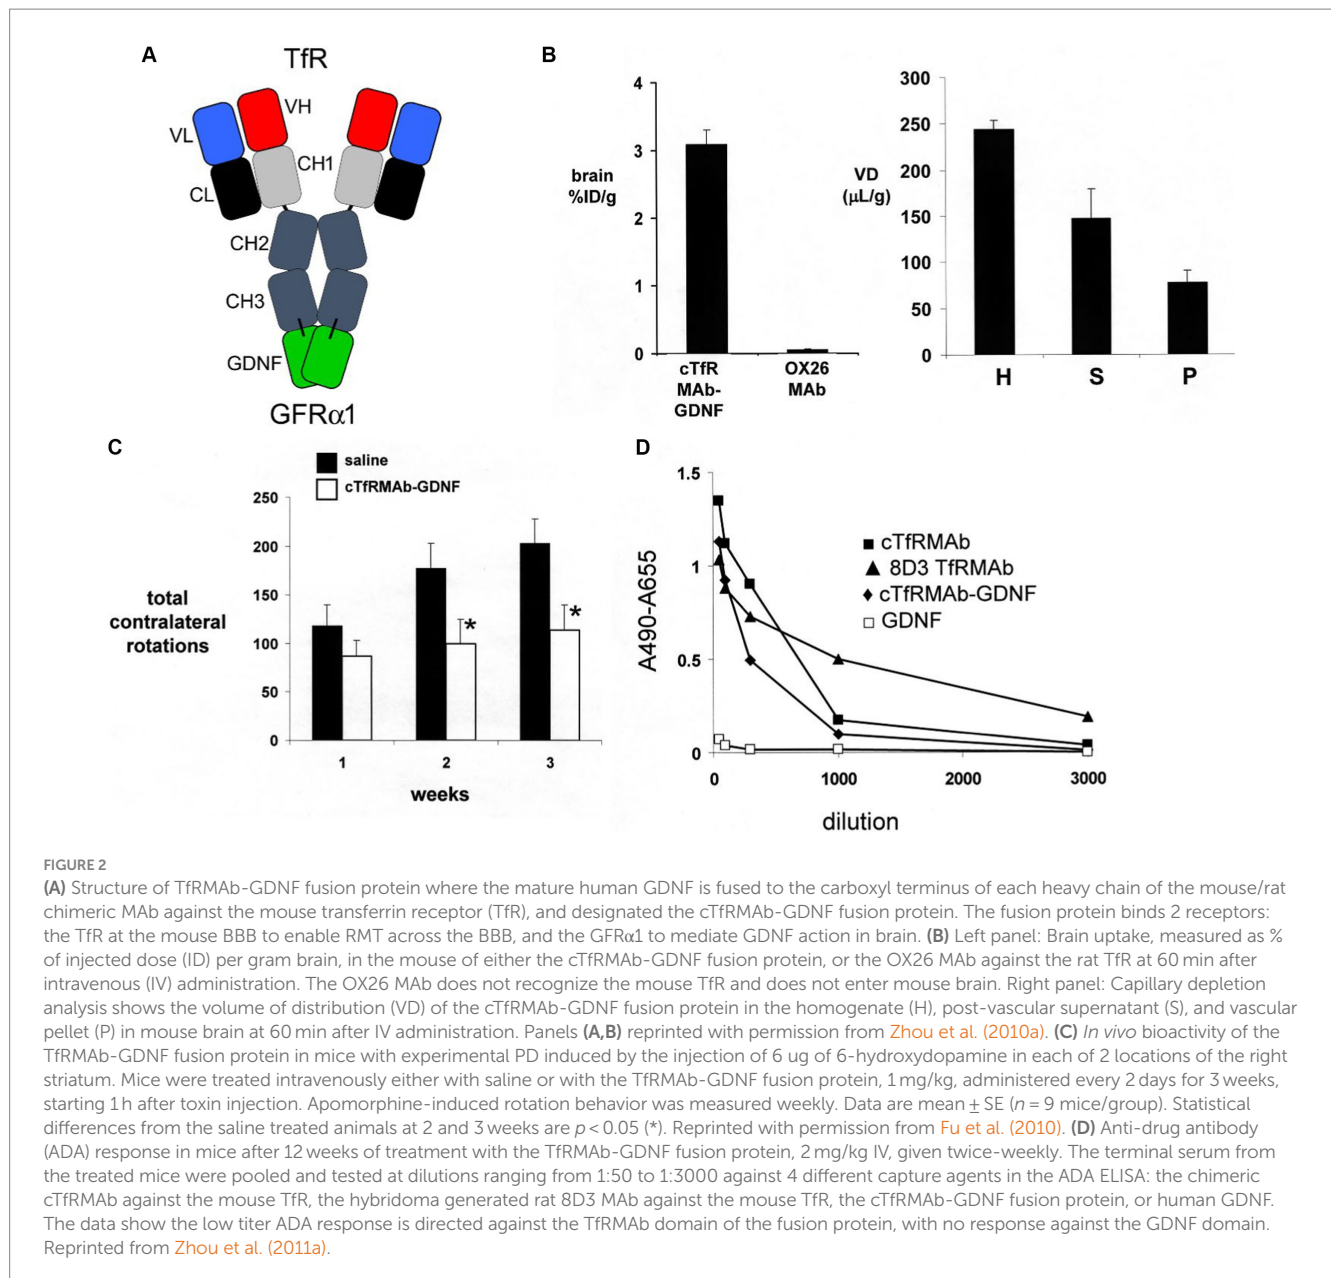 A
TfR
VH
VL
CH1
CL
CH2
CH3
GDNF
GFRα1
B
4
3
2
1
0
brain
%ID/g
cTfR
MAb-
GDNF
OX26
MAb
300
250
200
150
100
50
0
VD
(µL/g)
H
S
P
C
saline
cTfRMAb-GDNF
250
200
150
100
50
0
total
contralateral
rotations
*
*
1
2
3
weeks
D
1.5
1
0.5
0
A490-A655
cTfRMAb
8D3 TfRMAb
cTfRMAb-GDNF
GDNF
0
1000
2000
3000
dilution
FIGURE 2
(A) Structure of TfRMAb-GDNF fusion protein where the mature human GDNF is fused to the carboxyl terminus of each heavy chain of the mouse/rat
chimeric MAb against the mouse transferrin receptor (TfR), and designated the cTfRMAb-GDNF fusion protein. The fusion protein binds 2 receptors:
the TfR at the mouse BBB to enable RMT across the BBB, and the GFRα1 to mediate GDNF action in brain. (B) Left panel: Brain uptake, measured as %
of injected dose (ID) per gram brain, in the mouse of either the cTfRMAb-GDNF fusion protein, or the OX26 MAb against the rat TfR at 60 min after
intravenous (IV) administration. The OX26 MAb does not recognize the mouse TfR and does not enter mouse brain. Right panel: Capillary depletion
analysis shows the volume of distribution (VD) of the cTfRMAb-GDNF fusion protein in the homogenate (H), post-vascular supernatant (S), and vascular
pellet (P) in mouse brain at 60 min after IV administration. Panels (A,B) reprinted with permission from Zhou et al. (2010a). (C) In vivo bioactivity of the
TfRMAb-GDNF fusion protein in mice with experimental PD induced by the injection of 6 ug of 6-hydroxydopamine in each of 2 locations of the right
striatum. Mice were treated intravenously either with saline or with the TfRMAb-GDNF fusion protein, 1 mg/kg, administered every 2 days for 3 weeks,
starting 1 h after toxin injection. Apomorphine-induced rotation behavior was measured weekly. Data are mean ± SE (n = 9 mice/group). Statistical
differences from the saline treated animals at 2 and 3 weeks are p < 0.05 (*). Reprinted with permission from Fu et al. (2010). (D) Anti-drug antibody
(ADA) response in mice after 12 weeks of treatment with the TfRMAb-GDNF fusion protein, 2 mg/kg IV, given twice-weekly. The terminal serum from
the treated mice were pooled and tested at dilutions ranging from 1:50 to 1:3000 against 4 different capture agents in the ADA ELISA: the chimeric
cTfRMAb against the mouse TfR, the hybridoma generated rat 8D3 MAb against the mouse TfR, the cTfRMAb-GDNF fusion protein, or human GDNF.
The data show the low titer ADA response is directed against the TfRMAb domain of the fusion protein, with no response against the GDNF domain.
Reprinted from Zhou et al. (2011a).